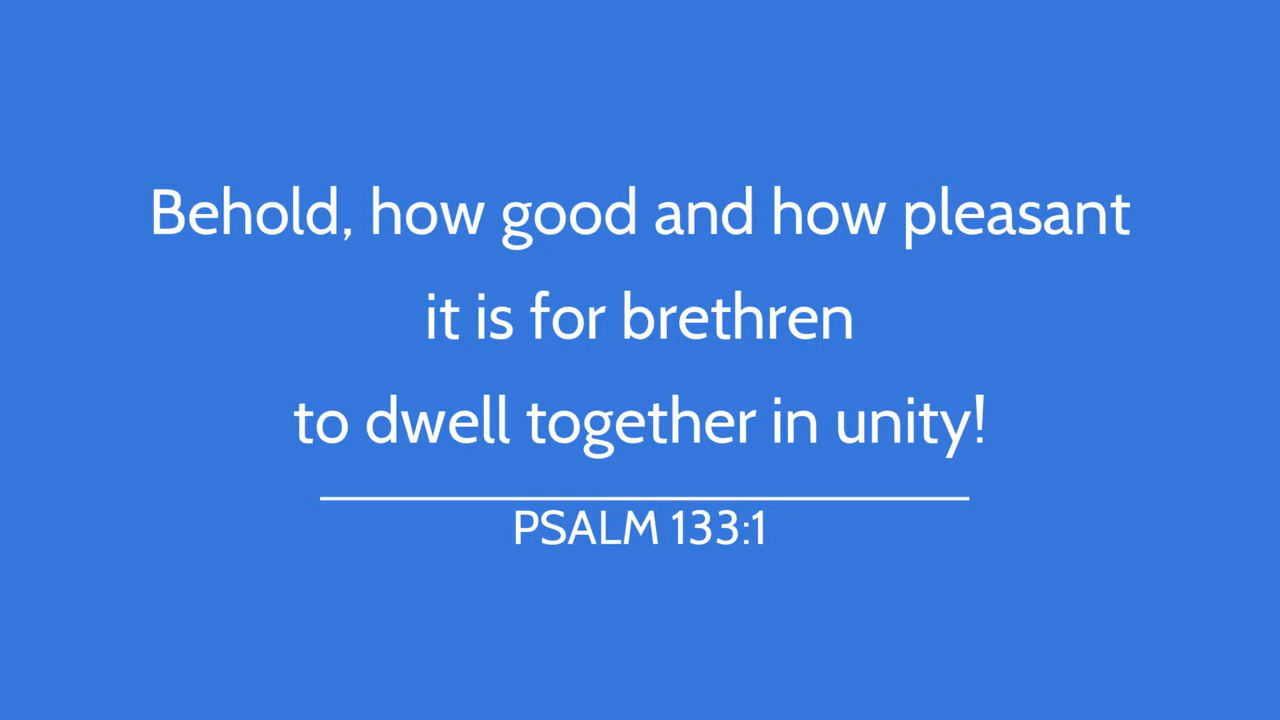 Behold, how good and how pleasant
it is for brethren
to dwell together in unity!
PSALM 133:1